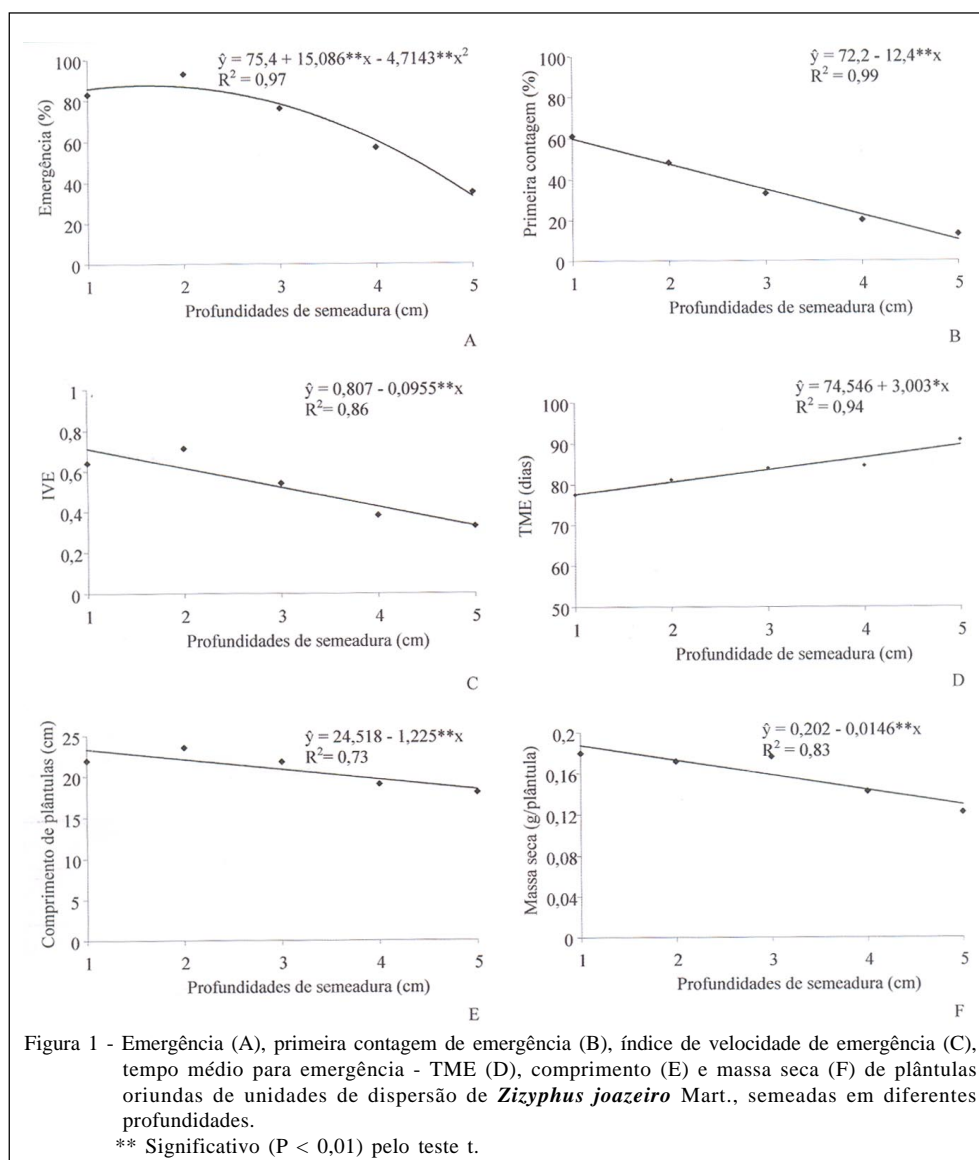 ŷ = 75,4 + 15,086**x - 4,7143**x²
R² = 0,97
100
80
60
40
20
0
Emergência (%)
1 2 3 4 5
Profundidades de semeadura (cm)
A
ŷ = 72,2 - 12,4**x
R² = 0,99
100
80
60
40
20
0
Primeira contagem (%)
1 2 3 4 5
Profundidades de semeadura (cm)
B
ŷ = 0,807 - 0,0955**x
R²= 0,86
1
0,8
0,6
0,4
0,2
0
IVE
1 2 3 4 5
Profundidades de semeadura (cm)
C
ŷ = 74,546 + 3,003*x
R² = 0,94
100
90
80
70
60
50
TME (dias)
1 2 3 4 5
Profundidade de semeadura (cm)
D
ŷ = 24,518 - 1,225**x
R²= 0,73
25
20
15
10
5
0
Comprimento de plântulas (cm)
1 2 3 4 5
Profundidades de semeadura (cm)
E
ŷ = 0,202 - 0,0146**x
R² = 0,83
0,2
0,16
0,12
0,08
0,04
0
Massa seca (g/plântula)
1 2 3 4 5
Profundidades de semeadura (cm)
F
Figura 1 - Emergência (A), primeira contagem de emergência (B), índice de velocidade de emergência (C),
tempo médio para emergência - TME (D), comprimento (E) e massa seca (F) de plântulas
oriundas de unidades de dispersão de Zizyphus joazeiro Mart., semeadas em diferentes
profundidades.
** Significativo (P < 0,01) pelo teste t.